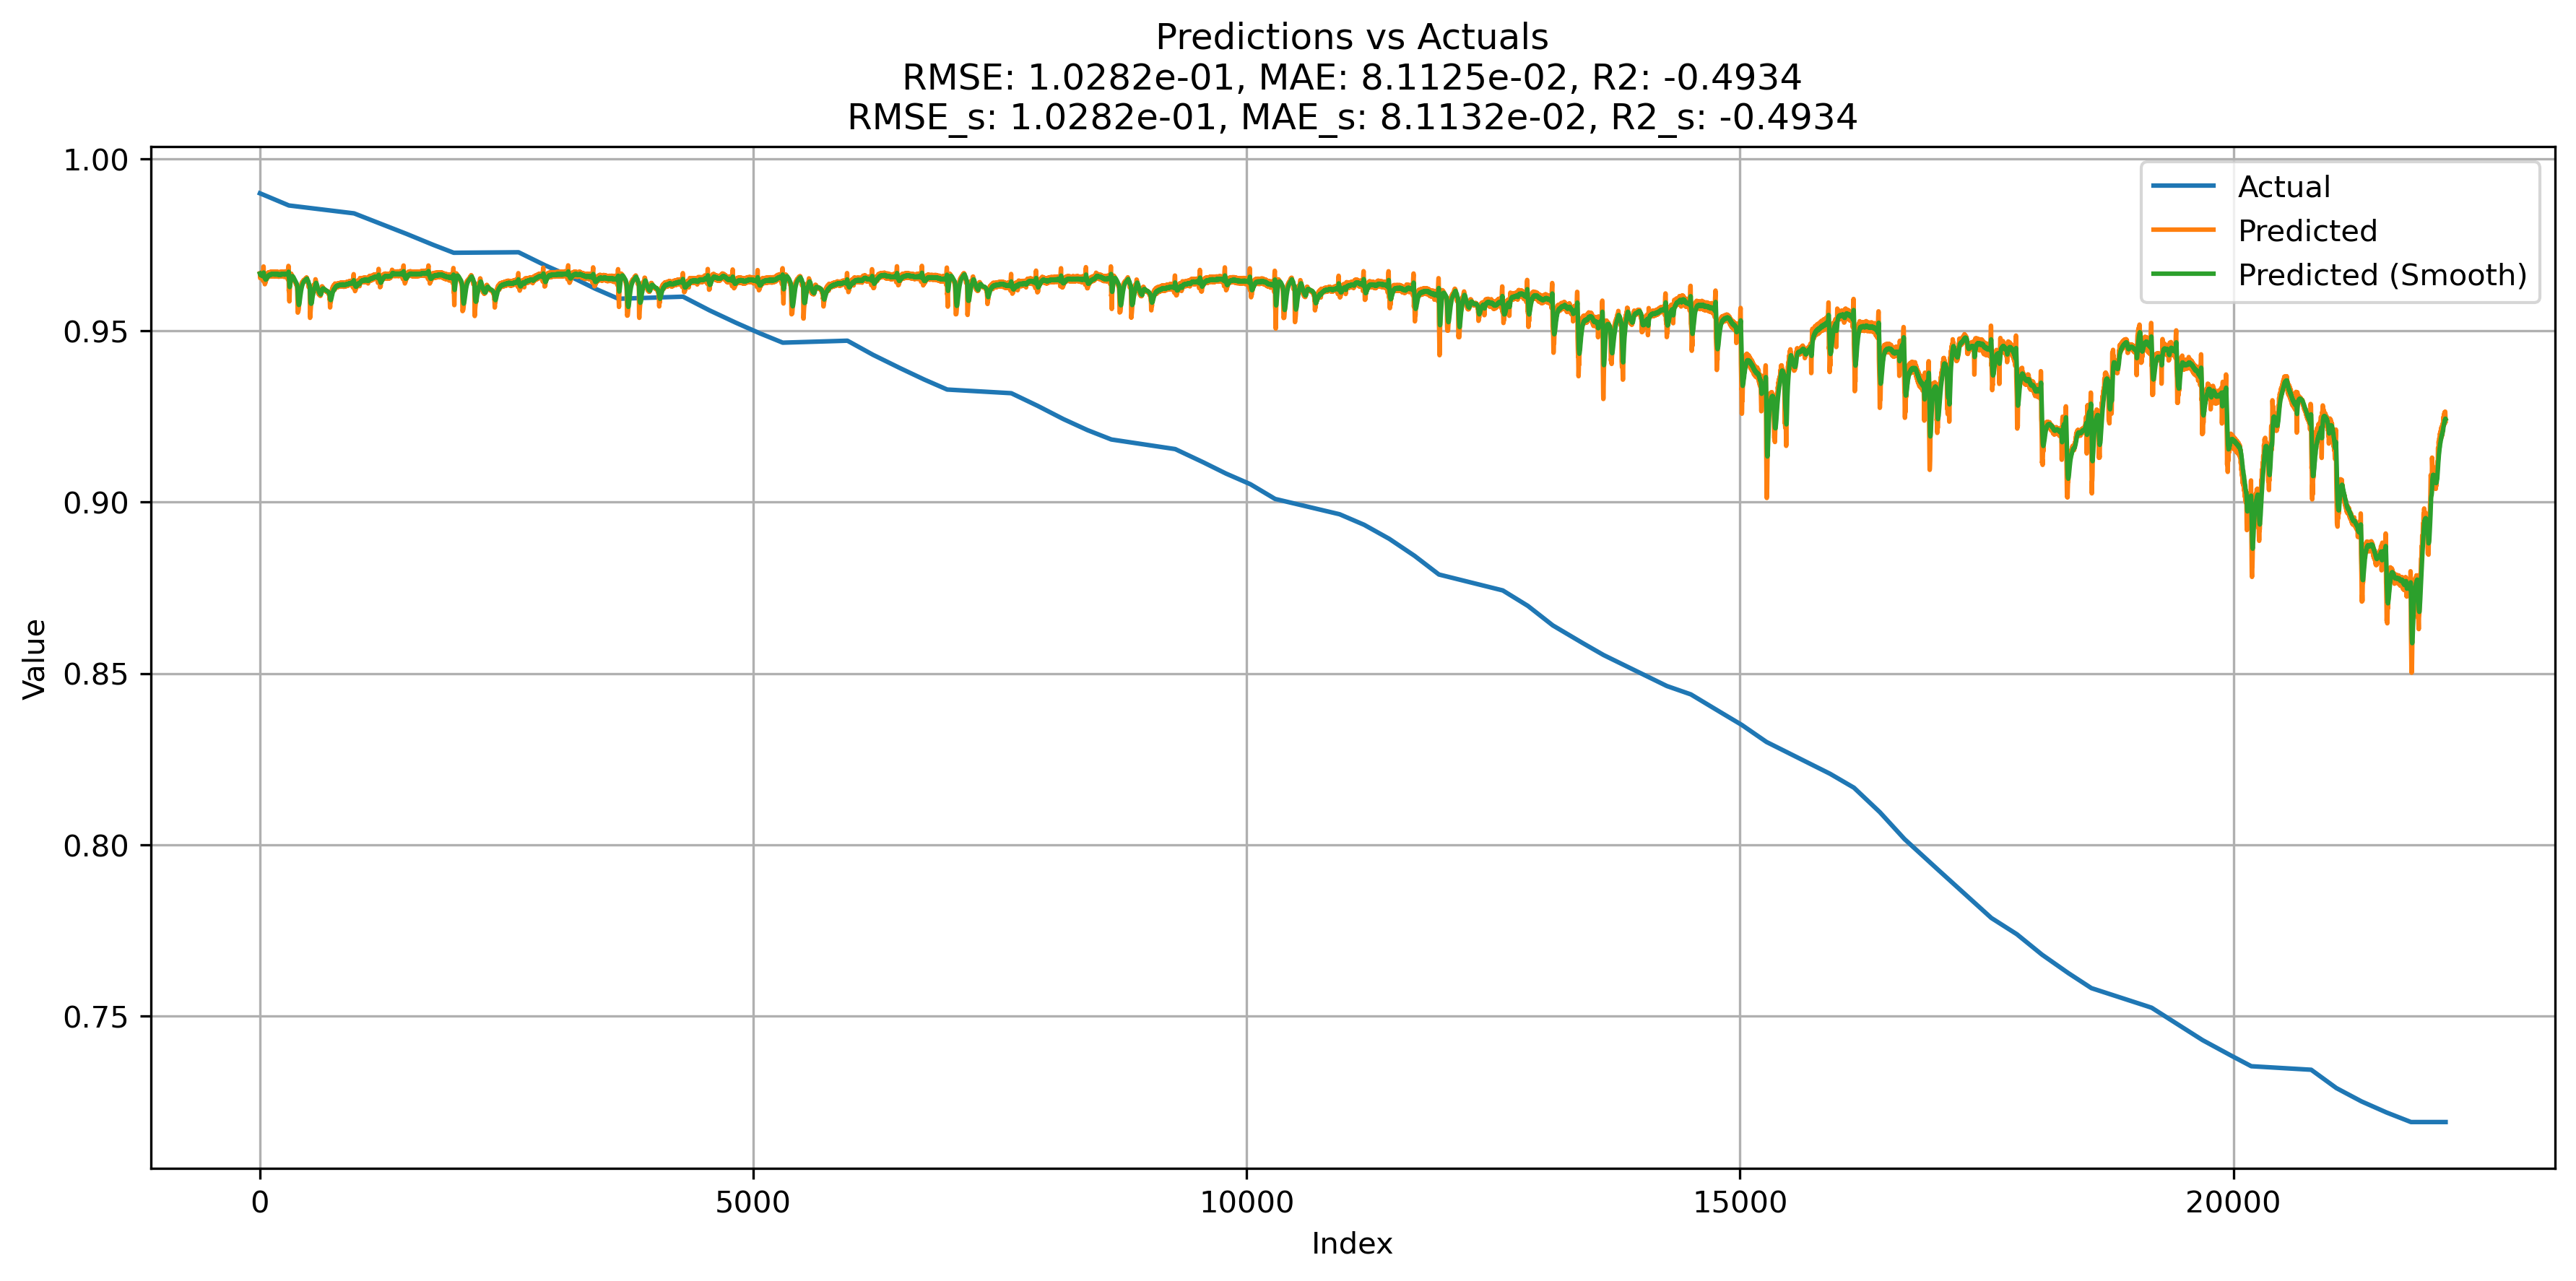 Predictions vs Actuals
RMSE: 1.0282e-01, MAE: 8.1125e-02, R2: -0.4934
RMSE_s: 1.0282e-01, MAE_s: 8.1132e-02, R2_s: -0.4934
1.00
0.95
0.90
0.85
0.80
0.75
Value
Actual
Predicted
Predicted (Smooth)
0
5000
10000
15000
20000
Index